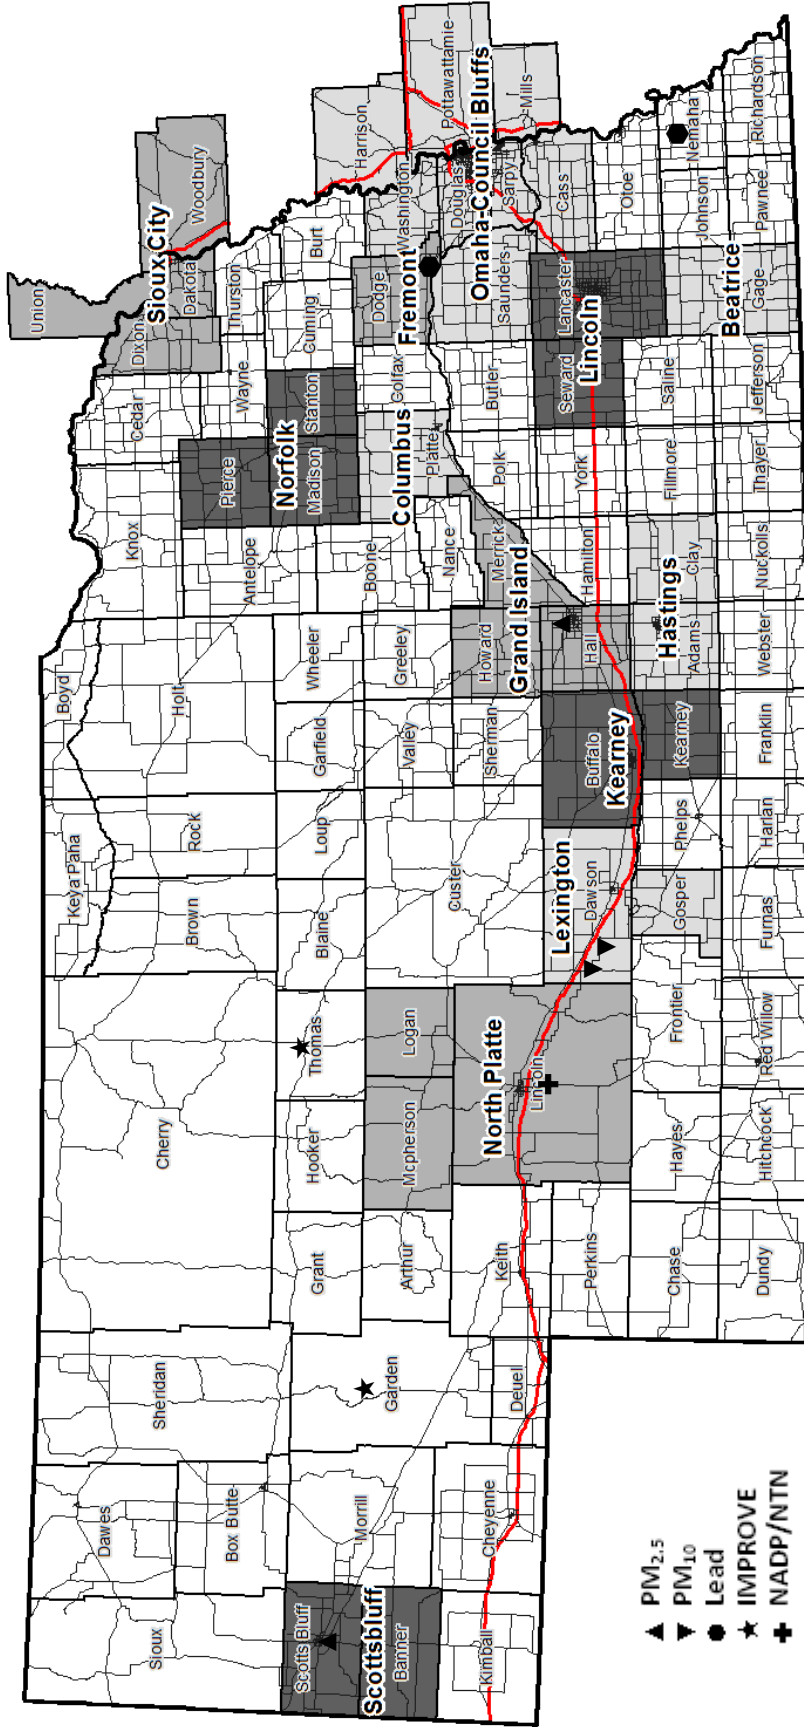 Sioux
Dawes
Box Butte
Sheridan
Scotts Bluff
Scottsbluff
Banner
Morrill
Garden
Kimball
Cheyenne
Deuel
Cherry
Grant
Hooker
Thomas
Arthur
Mcpherson
Logan
Keith
North Platte
Lincoln
Perkins
Chase
Hayes
Frontier
Dundy
Hitchcock
Red Willow
Keya Paha
Brown
Rock
Boyd
Holt
Blaine
Loup
Garfield
Wheeler
Custer
Valley
Greeley
Sherman
Howard
Lexington
Dawson
Buffalo
Kearney
Hall
Grand Island
Gosper
Phelps
Kearney
Adams
Hastings
Clay
Furnas
Harlan
Franklin
Webster
Nuckolls
Knox
Cedar
Dixon
Dakota
Union
Sioux City
Woodbury
Antelope
Pierce
Wayne
Thurston
Norfolk
Madison
Stanton
Cuming
Burt
Boone
Nance
Platte
Columbus
Colfax
Dodge
Fremont
Washington
Harrison
Merrick
Polk
Butler
Saunders
Douglas
Sarpy
Omaha-Council Bluffs
Pottawattamie
Mills
Hamilton
York
Seward
Lancaster
Lincoln
Cass
Otoe
Fillmore
Saline
Gage
Beatrice
Johnson
Nemaha
Thayer
Jefferson
Pawnee
Richardson
PM2.5
PM10
Lead
IMPROVE
NADP/NTN